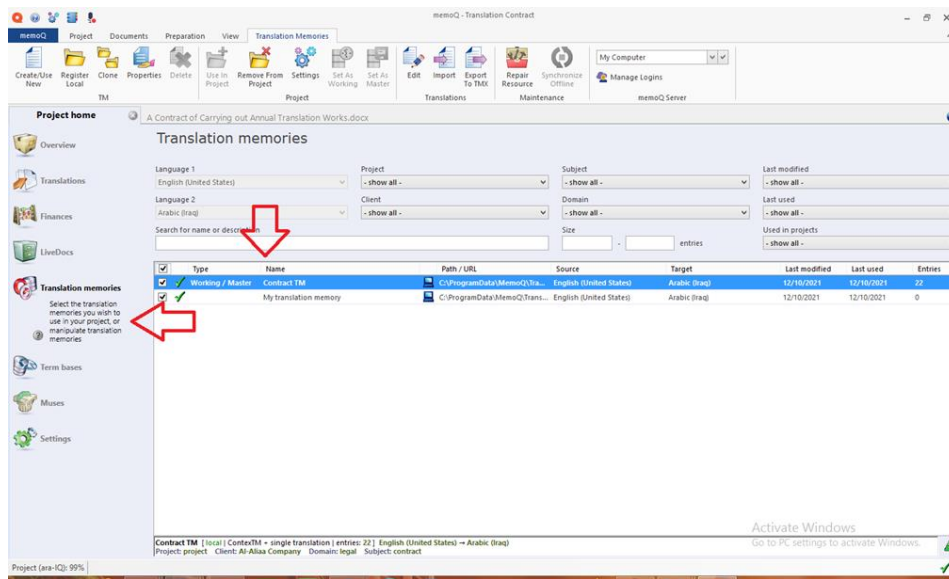 memoQ - Translation Contract
memoQ Project Documents Preparation View Translation Memories
Create/Use New
Register Local
Clone
Properties
Delete
Use In Project
Remove From Project
Settings
Set As Working
Set As Master
Edit
Import
Export To TMX
Repair Resource
Synchronize Offline
My Computer
Manage Logins
TM
Project
Translations
Maintenance
memoQ Server
Project home
A Contract of Carrying out Annual Translation Works.docx
Overview
Translations
Finances
LiveDocs
Translation memories
Select the translation
memories you wish to
use in your project, or
manipulate translation
memories
Term bases
Muses
Settings
Translation memories
Language 1 Project Subject Last modified
English (United States) - show all - - show all - - show all -
Language 2 Client Domain Last used
Arabic (Iraq) - show all - - show all - - show all -
Search for name or description Size Used in projects
- entries - show all -
Type Name Path / URL Source Target Last modified Last used Entries
Working / Master Contract TM C:\ProgramData\MemoQ\Tra... English (United States) Arabic (Iraq) 12/10/2021 12/10/2021 22
My translation memory C:\ProgramData\MemoQ\Trans... English (United States) Arabic (Iraq) 12/10/2021 12/10/2021 0
Activate Windows
Go to PC settings to activate Windows.
Contract TM [ local | ContexTM + single translation | entries: 22 ] English (United States) → Arabic (Iraq)
Project: project Client: Al-Aliaa Company Domain: legal Subject: contract
Project (ara-IQ): 99%